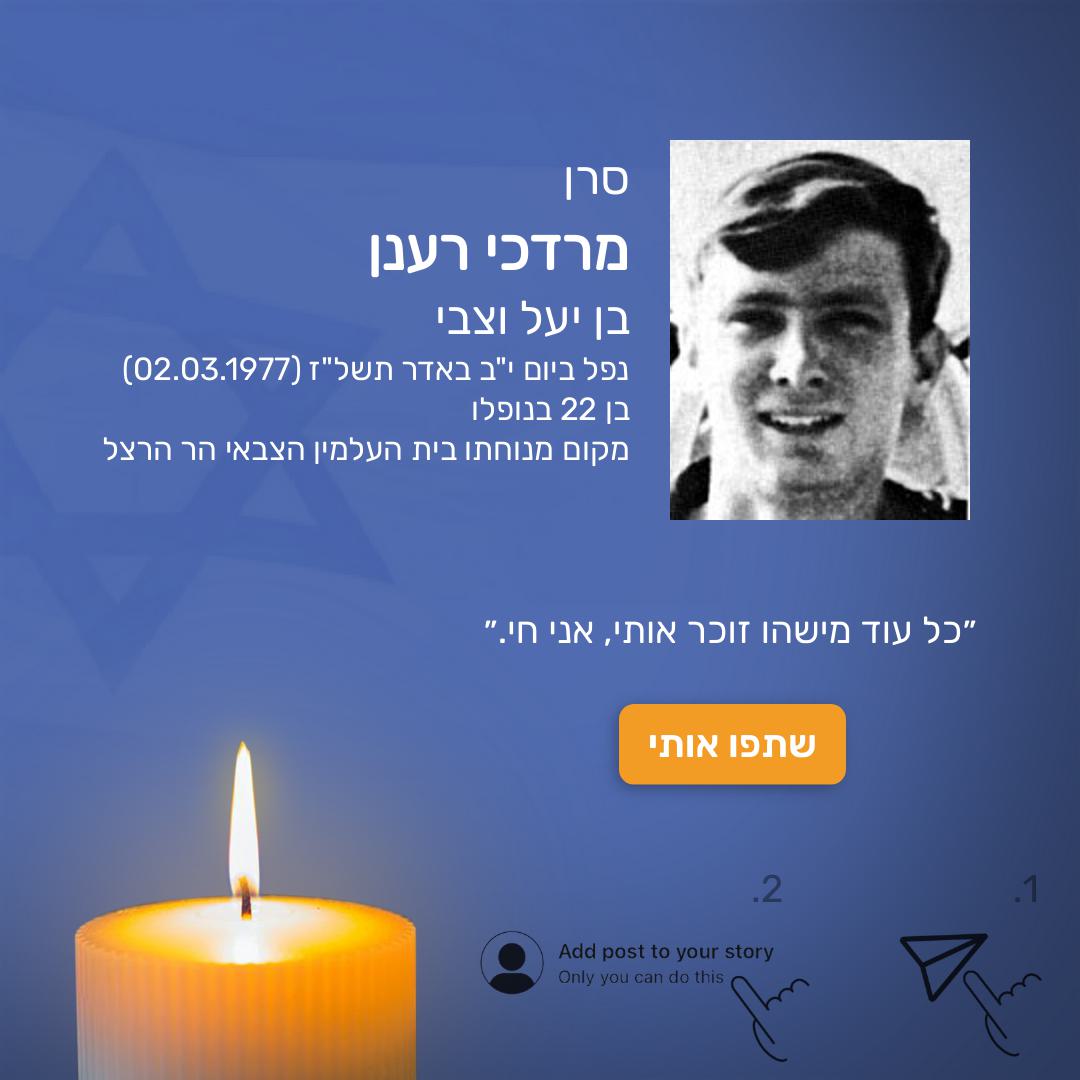 סרן
מרדכי רענן
בן יעל וצבי
נפל ביום י"ב באדר תשל"ז (02.03.1977)
בן 22 בנופלו
מקום מנוחתו בית העלמין הצבאי הר הרצל
״כל עוד מישהו זוכר אותי, אני חי.״
שתפו אותי
.1
.2
Add post to your story
Only you can do this